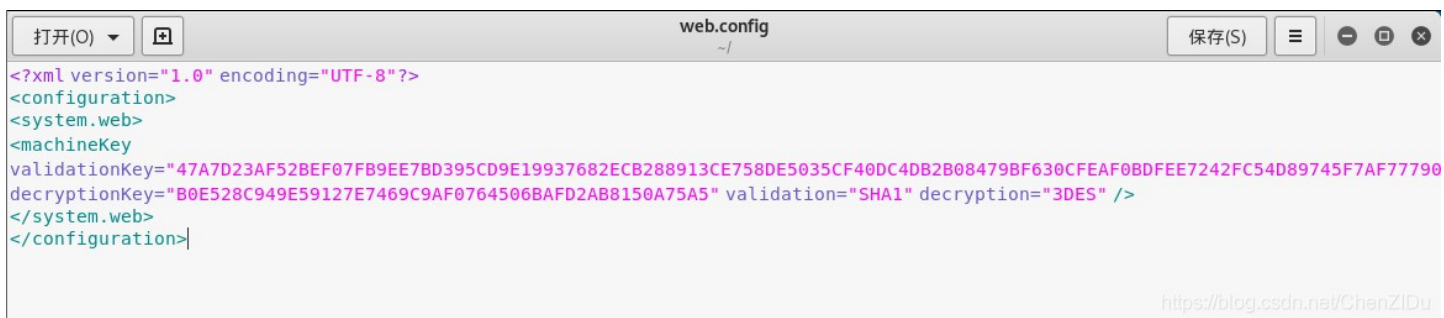 打开(O)
web.config
~/
保存(S)
<?xml version="1.0" encoding="UTF-8"?>
<configuration>
<system.web>
<machineKey
validationKey="47A7D23AF52BEF07FB9EE7BD395CD9E19937682ECB288913CE758DE5035CF40DC4DB2B08479BF630CFEAF0BDFEE7242FC54D89745F7AF77790
decryptionKey="B0E528C949E59127E7469C9AF0764506BAFD2AB8150A75A5" validation="SHA1" decryption="3DES" />
</system.web>
</configuration>
https://blog.csdn.net/ChenZIDu